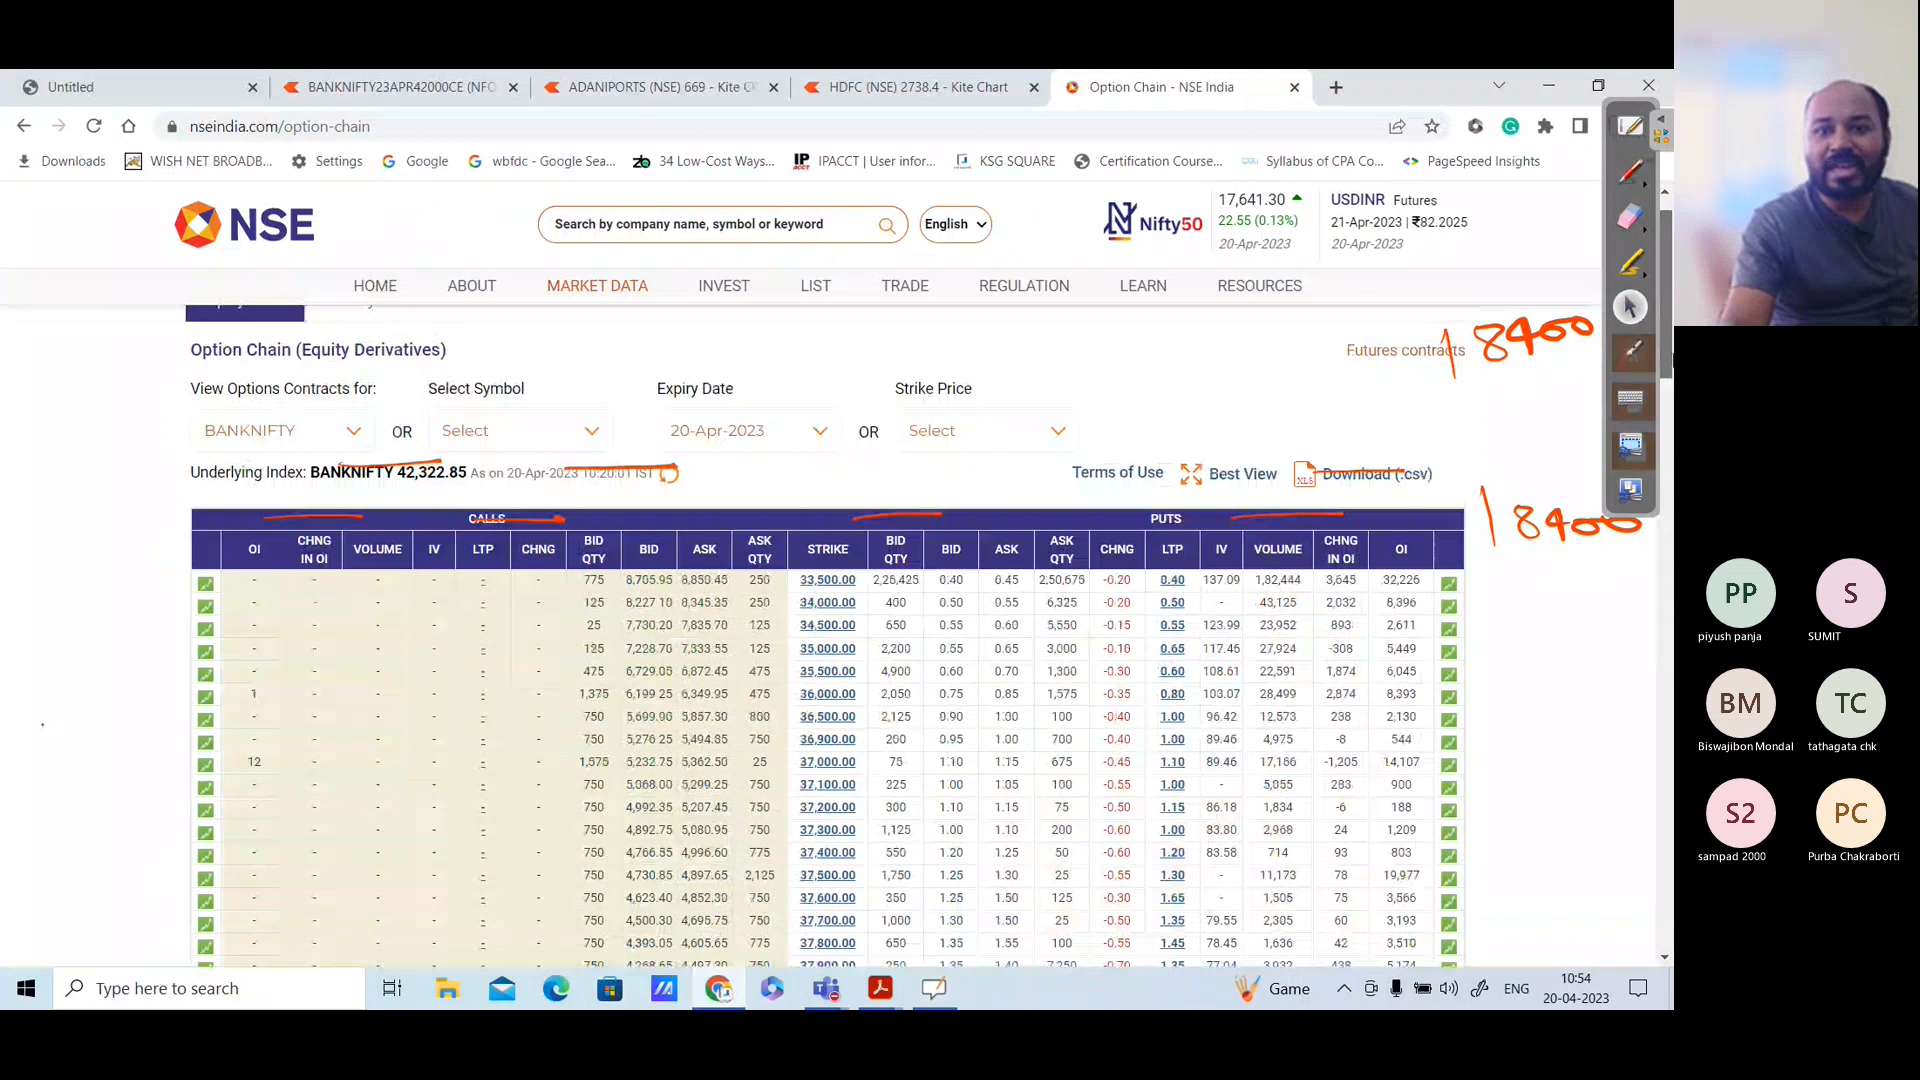 Untitled
BANKNIFTY23APR42000CE (NFO
ADANIPORTS (NSE) 669 - Kite Ch
HDFC (NSE) 2738.4 - Kite Chart
Option Chain - NSE India
nseindia.com/option-chain
Downloads WISH NET BROADB... Settings Google wbfdc - Google Sea... 34 Low-Cost Ways... IPACCT | User infor... KSG SQUARE Certification Course... Syllabus of CPA Co... PageSpeed Insights
NSE
Search by company name, symbol or keyword
English
Nifty50
17,641.30
22.55 (0.13%)
20-Apr-2023
USDINR Futures
21-Apr-2023 | ₹82.2025
20-Apr-2023
HOME ABOUT MARKET DATA INVEST LIST TRADE REGULATION LEARN RESOURCES
Option Chain (Equity Derivatives)
Futures contracts
18400
View Options Contracts for: Select Symbol Expiry Date Strike Price
BANKNIFTY OR Select 20-Apr-2023 OR Select
Underlying Index: BANKNIFTY 42,322.85 As on 20-Apr-2023 10:20:01 IST
Terms of Use Best View XLS Download (.csv)
18400
CALLS PUTS
OI CHNG IN OI VOLUME IV LTP CHNG BID QTY BID ASK ASK QTY STRIKE BID QTY BID ASK ASK QTY CHNG LTP IV VOLUME CHNG IN OI OI
- - - - - - 775 8,705.95 8,850.45 250 33,500.00 2,26,425 0.40 0.45 2,50,675 -0.20 0.40 137.09 1,82,444 3,645 32,226
- - - - - - 125 8,227.10 8,345.35 250 34,000.00 400 0.50 0.55 6,325 -0.20 0.50 - 43,125 2,032 8,396
- - - - - - 25 7,730.20 7,835.70 125 34,500.00 650 0.55 0.60 5,550 -0.15 0.55 123.99 23,952 893 2,611
- - - - - - 125 7,228.70 7,333.55 125 35,000.00 2,200 0.55 0.65 3,000 -0.10 0.65 117.46 27,924 -308 5,449
- - - - - - 475 6,729.05 6,872.45 475 35,500.00 4,900 0.60 0.70 1,300 -0.30 0.60 108.61 22,591 1,874 6,045
1 - - - - - 1,375 6,199.25 6,349.95 475 36,000.00 2,050 0.75 0.85 1,575 -0.35 0.80 103.07 28,499 2,874 8,393
- - - - - - 750 5,699.90 5,857.30 800 36,500.00 2,125 0.90 1.00 100 -0.40 1.00 96.42 12,573 238 2,130
- - - - - - 750 5,276.25 5,494.85 750 36,900.00 200 0.95 1.00 700 -0.40 1.00 89.46 4,975 -8 544
12 - - - - - 1,575 5,232.75 5,362.50 25 37,000.00 75 1.10 1.15 675 -0.45 1.10 89.46 17,166 -1,205 14,107
- - - - - - 750 5,068.00 5,299.25 750 37,100.00 225 1.00 1.05 100 -0.55 1.00 - 5,055 283 900
- - - - - - 750 4,992.35 5,207.45 750 37,200.00 300 1.10 1.15 75 -0.50 1.15 86.18 1,834 -6 188
- - - - - - 750 4,892.75 5,080.95 750 37,300.00 1,125 1.00 1.10 200 -0.60 1.00 83.80 2,968 24 1,209
- - - - - - 750 4,766.55 4,996.60 775 37,400.00 550 1.20 1.25 50 -0.60 1.20 83.58 714 93 803
- - - - - - 750 4,730.85 4,897.65 2,125 37,500.00 1,750 1.25 1.30 25 -0.55 1.30 - 11,173 78 19,977
- - - - - - 750 4,623.40 4,852.30 750 37,600.00 350 1.25 1.50 125 -0.30 1.65 - 1,505 75 3,566
- - - - - - 750 4,500.30 4,695.75 750 37,700.00 1,000 1.30 1.50 25 -0.50 1.35 79.55 2,305 60 3,193
- - - - - - 750 4,393.05 4,605.65 775 37,800.00 650 1.35 1.55 100 -0.55 1.45 78.45 1,636 42 3,510
Type here to search
Game
ENG
10:54
20-04-2023
PP S
piyush panja SUMIT
BM TC
Biswajibon Mondal tathagata chk
S2 PC
sampad 2000 Purba Chakraborti